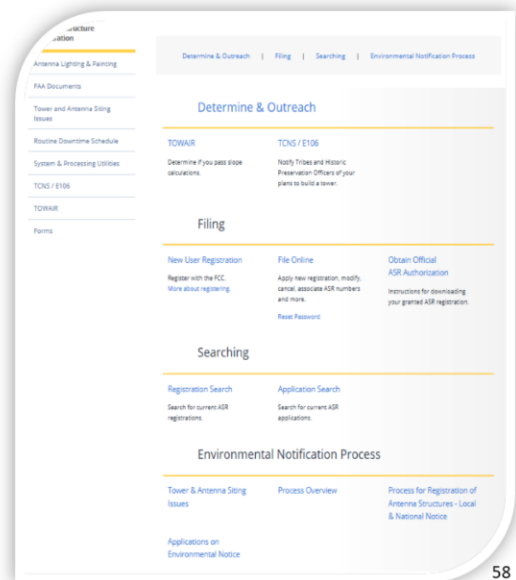 Antenna Lighting & Painting
FAA Documents
Tower and Antenna Siting
Issues
Routine Downtime Schedule
System & Processing Utilities
TCNS / E106
TOWAIR
Forms
Determine & Outreach | Filing | Searching | Environmental Notification Process
Determine & Outreach
TOWAIR
Determine if you pass slope
calculations.
TCNS / E106
Notify Tribes and Historic
Preservation Officers of your
plans to build a tower.
Filing
New User Registration
Register with the FCC.
More about registering.
File Online
Apply new registration, modify,
cancel, associate ASR numbers
and more.
Reset Password
Obtain Official
ASR Authorization
Instructions for downloading
your granted ASR registration.
Searching
Registration Search
Search for current ASR
registrations.
Application Search
Search for current ASR
applications.
Environmental Notification Process
Tower & Antenna Siting
Issues
Process Overview
Process for Registration of
Antenna Structures - Local
& National Notice
Applications on
Environmental Notice
58